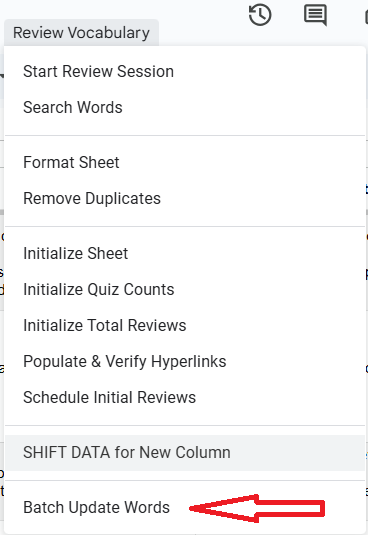 Review Vocabulary
Start Review Session
Search Words
Format Sheet
Remove Duplicates
Initialize Sheet
Initialize Quiz Counts
Initialize Total Reviews
Populate & Verify Hyperlinks
Schedule Initial Reviews
SHIFT DATA for New Column
Batch Update Words